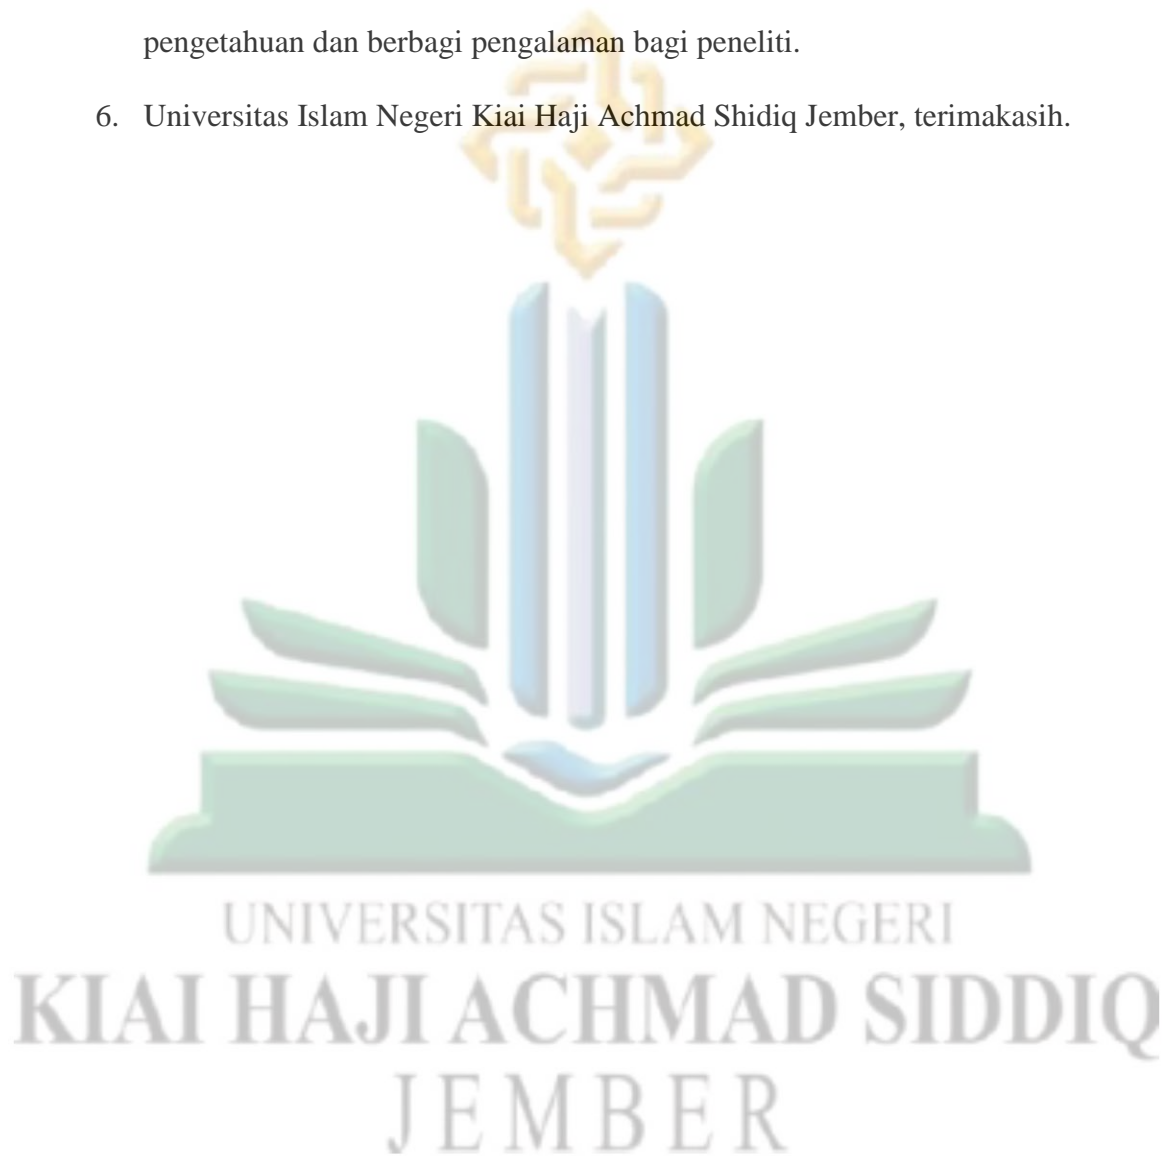 pengetahuan dan berbagi pengalaman bagi peneliti.
6. Universitas Islam Negeri Kiai Haji Achmad Shidiq Jember, terimakasih.
UNIVERSITAS ISLAM NEGERI
KIAI HAJI ACHMAD SIDDIQ
JEMBER